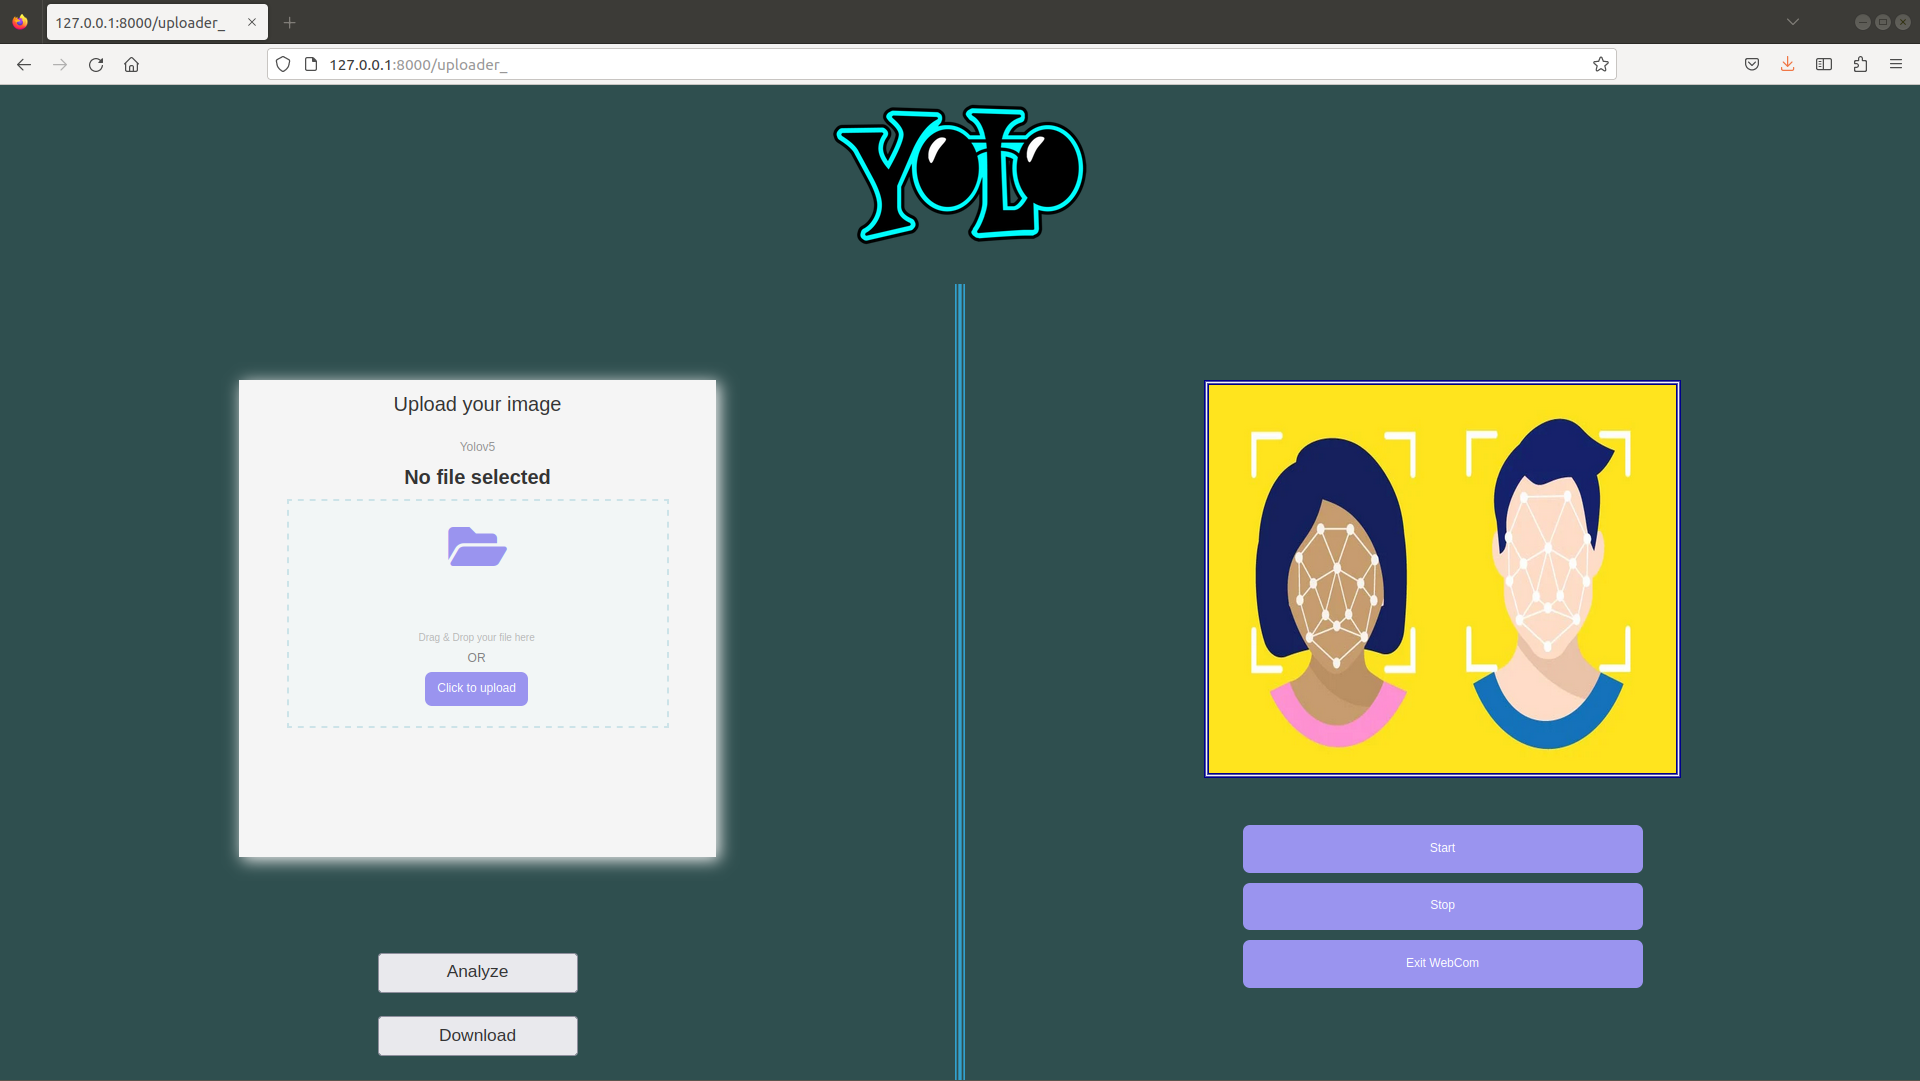 127.0.0.1:8000/uploader_
127.0.0.1:8000/uploader_
YOLO
Upload your image
Yolov5
No file selected
Drag & Drop your file here
OR
Click to upload
Analyze
Download
Start
Stop
Exit WebCom